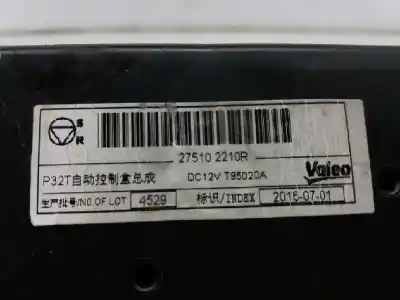 S
R
27510 2210R
P32T自动控制盒总成
DC12V T95020A
Valeo
生产批号/NO.OF LOT
4529
标识/INDEX
2016-07-01